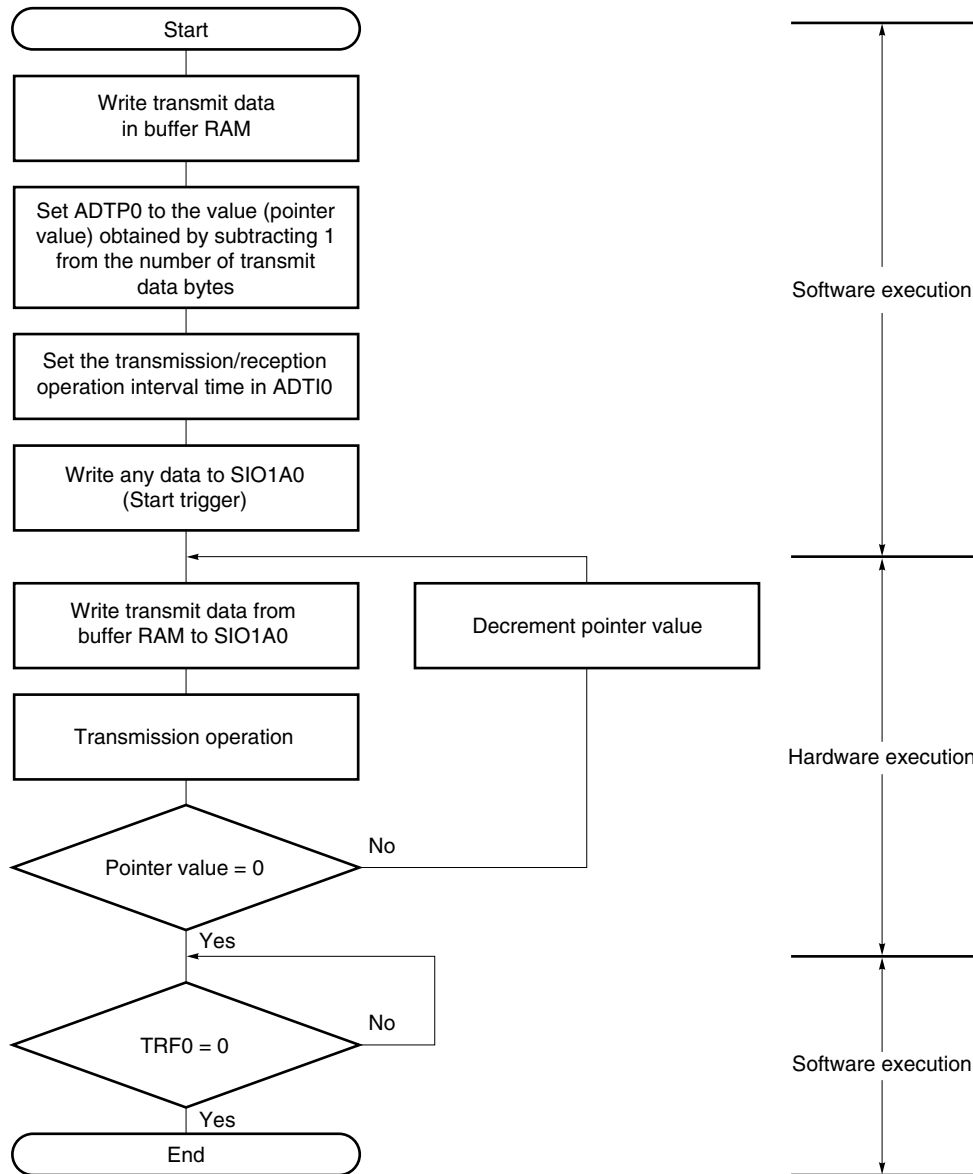 Start
Write transmit data
in buffer RAM
Set ADTP0 to the value (pointer
value) obtained by subtracting 1
from the number of transmit
data bytes
Software execution
Set the transmission/reception
operation interval time in ADTI0
Write any data to SIO1A0
(Start trigger)
Write transmit data from
buffer RAM to SIO1A0
Decrement pointer value
Transmission operation
Hardware execution
Pointer value = 0
No
Yes
TRF0 = 0
No
Software execution
Yes
End